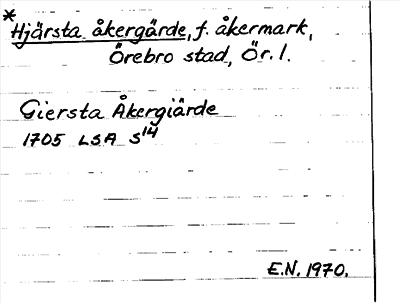 *
Hjärsta åkergärde, f. åkermark,
Örebro stad, Ör. l.
Giersta Åkergiärde
1705 LSA S14
E.N. 1970.